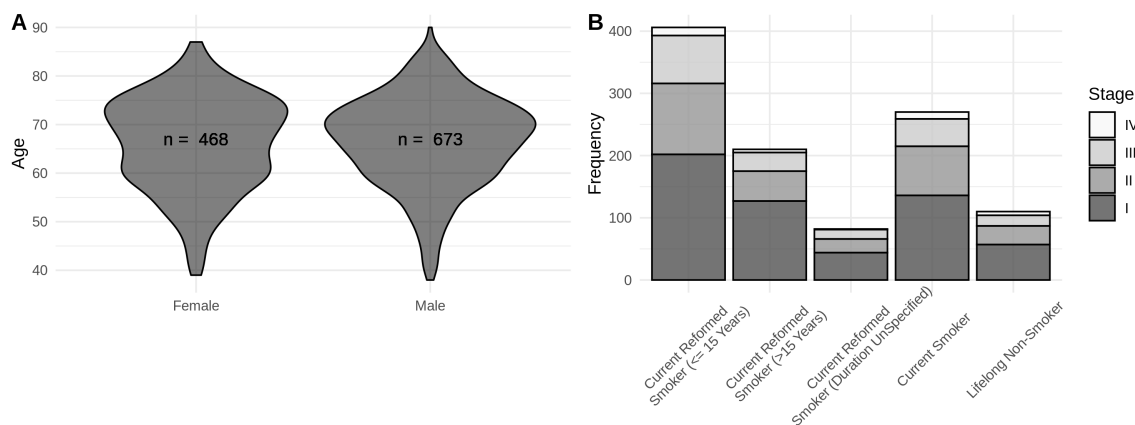 A
Age
90
80
70
60
50
40
n = 468
n = 673
Female
Male
B
Frequency
400
300
200
100
0
Current Reformed
Smoker (<= 15 Years)
Current Reformed
Smoker (>15 Years)
Current Reformed
Smoker (Duration UnSpecified)
Current Smoker
Lifelong Non-Smoker
Stage
IV
III
II
I